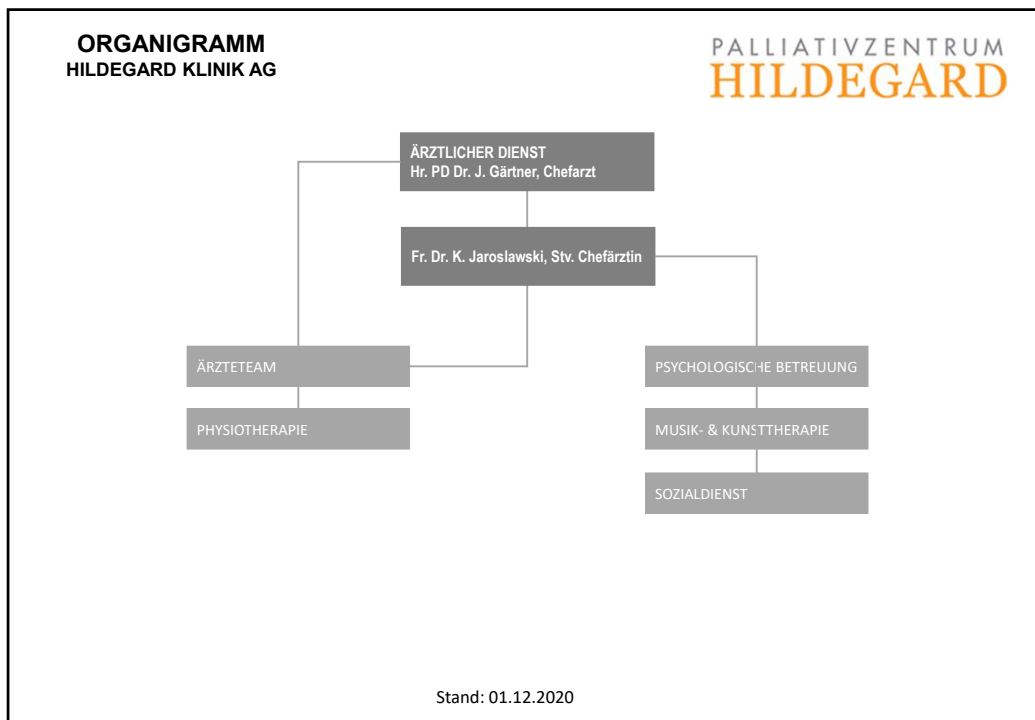 ORGANIGRAMM
HILDEGARD KLINIK AG
PALLIATIVZENTRUM
HILDEGARD
ÄRZTLICHER DIENST
Hr. PD Dr. J. Gärtner, Chefarzt
Fr. Dr. K. Jaroslawski, Stv. Chefärztin
ÄRZTETEAM
PHYSIOTHERAPIE
PSYCHOLOGISCHE BETREUUNG
MUSIK- & KUNSTTHERAPIE
SOZIALDIENST
Stand: 01.12.2020